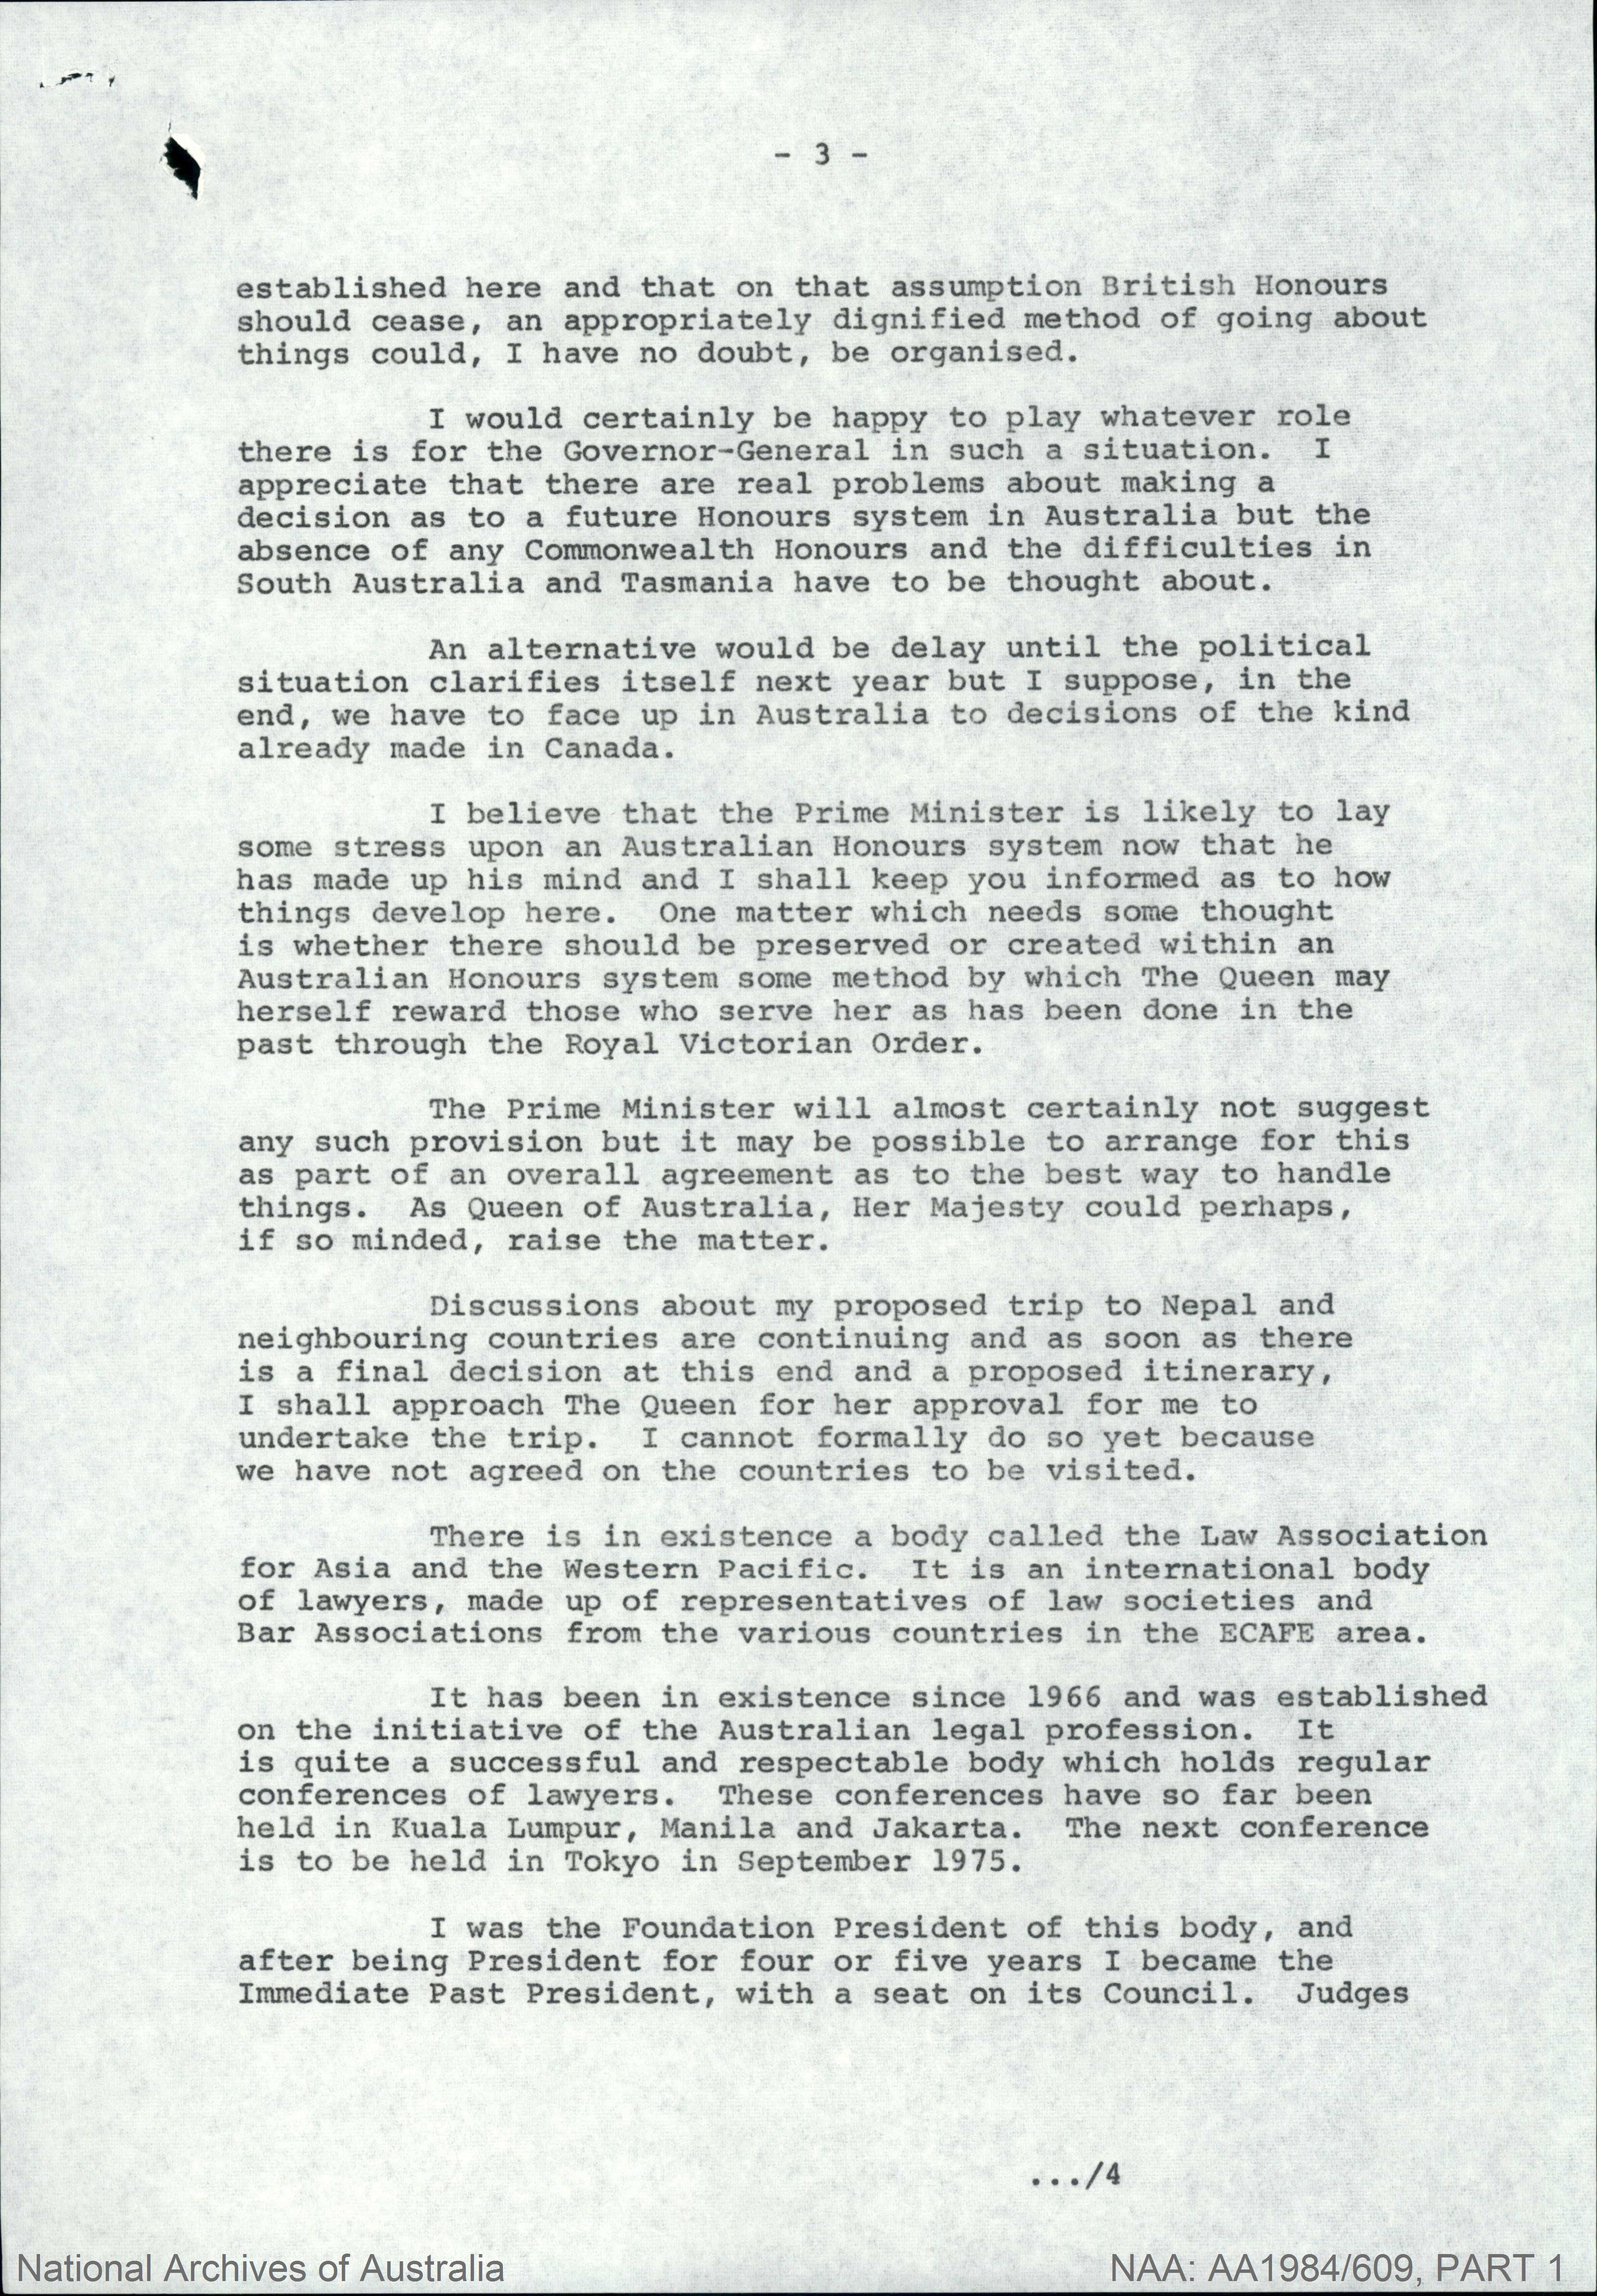 - 3 -
established here and that on that assumption British Honours
should cease, an appropriately dignified method of going about
things could, I have no doubt, be organised.
I would certainly be happy to play whatever role
there is for the Governor-General in such a situation. I
appreciate that there are real problems about making a
decision as to a future Honours system in Australia but the
absence of any Commonwealth Honours and the difficulties in
South Australia and Tasmania have to be thought about.
An alternative would be delay until the political
situation clarifies itself next year but I suppose, in the
end, we have to face up in Australia to decisions of the kind
already made in Canada.
I believe that the Prime Minister is likely to lay
some stress upon an Australian Honours system now that he
has made up his mind and I shall keep you informed as to how
things develop here. One matter which needs some thought
is whether there should be preserved or created within an
Australian Honours system some method by which The Queen may
herself reward those who serve her as has been done in the
past through the Royal Victorian Order.
The Prime Minister will almost certainly not suggest
any such provision but it may be possible to arrange for this
as part of an overall agreement as to the best way to handle
things. As Queen of Australia, Her Majesty could perhaps,
if so minded, raise the matter.
Discussions about my proposed trip to Nepal and
neighbouring countries are continuing and as soon as there
is a final decision at this end and a proposed itinerary,
I shall approach The Queen for her approval for me to
undertake the trip. I cannot formally do so yet because
we have not agreed on the countries to be visited.
There is in existence a body called the Law Association
for Asia and the Western Pacific. It is an international body
of lawyers, made up of representatives of law societies and
Bar Associations from the various countries in the ECAFE area.
It has been in existence since 1966 and was established
on the initiative of the Australian legal profession. It
is quite a successful and respectable body which holds regular
conferences of lawyers. These conferences have so far been
held in Kuala Lumpur, Manila and Jakarta. The next conference
is to be held in Tokyo in September 1975.
I was the Foundation President of this body, and
after being President for four or five years I became the
Immediate Past President, with a seat on its Council. Judges
.../4
National Archives of Australia
NAA: AA1984/609, PART 1